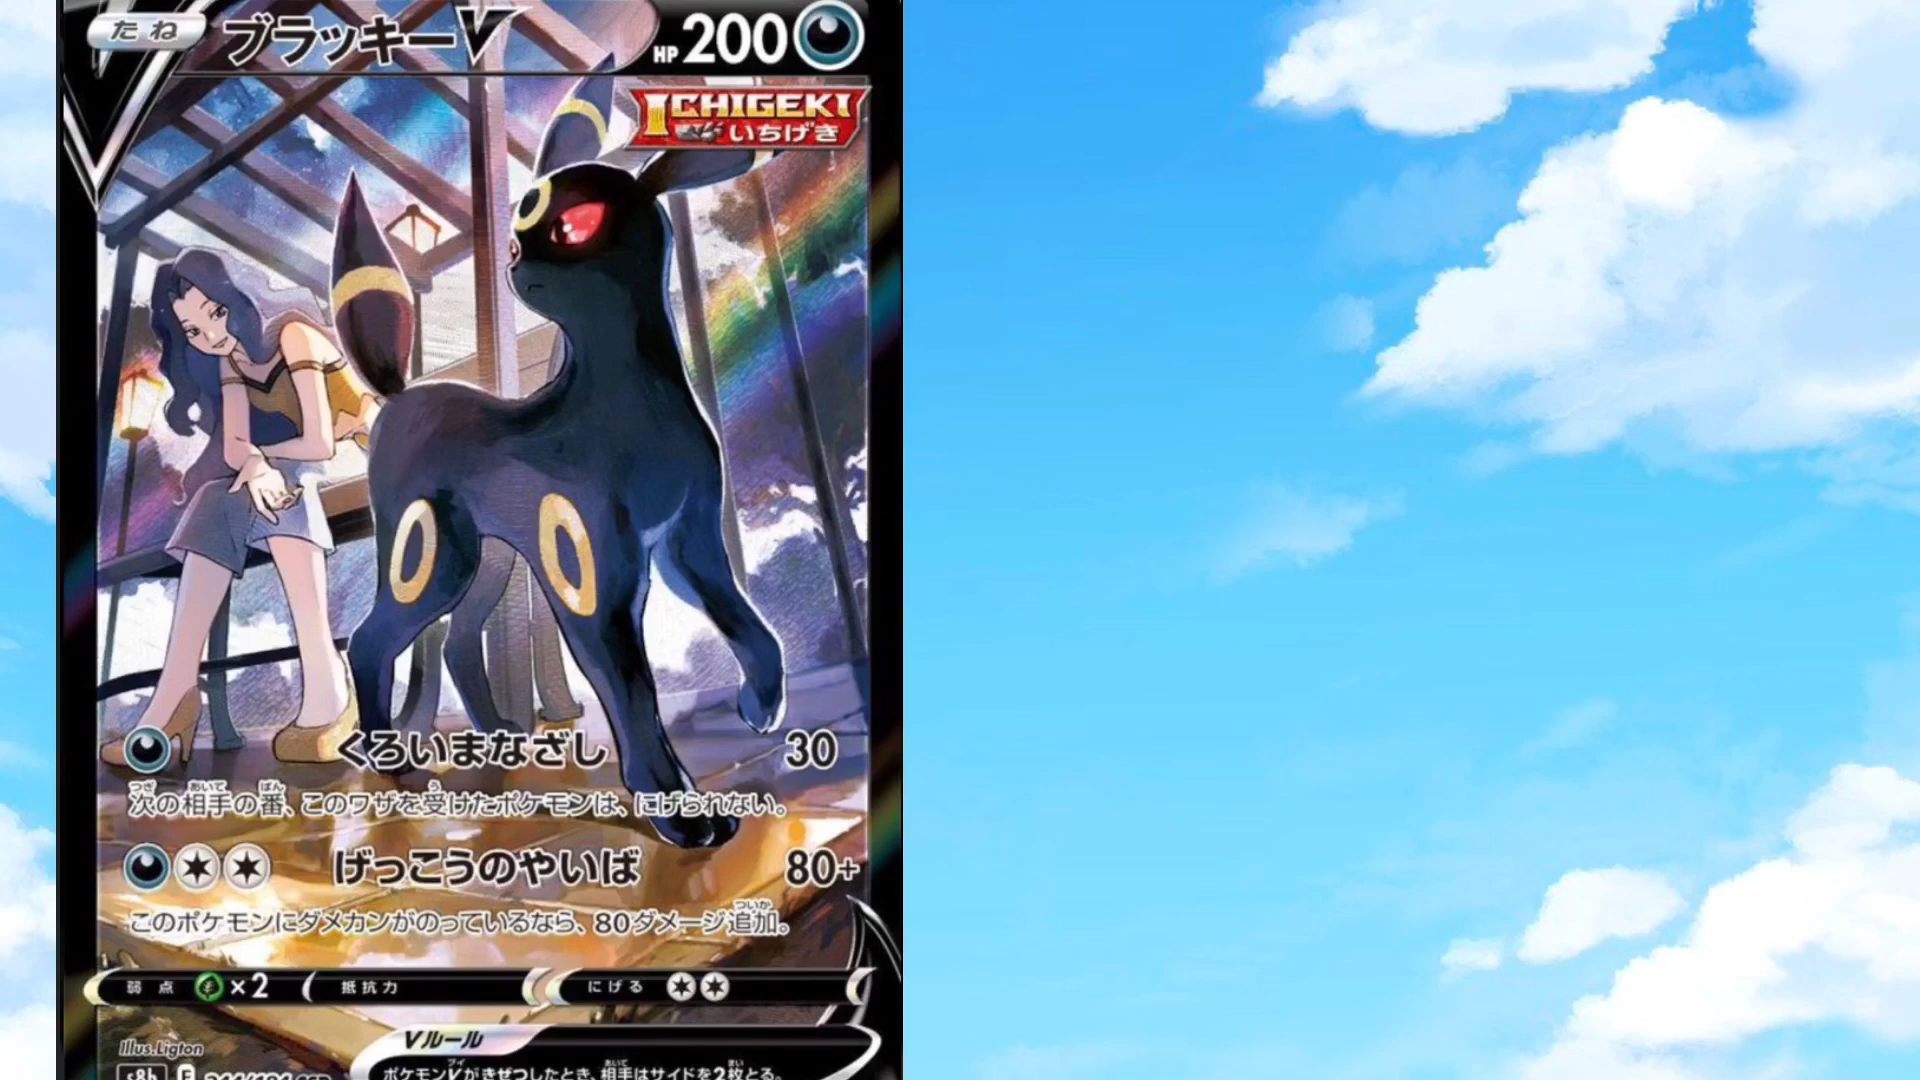 たね ブラッキーV HP200
ICHIGEKI
いちげき
くろいまなざし 30
次の相手の番、このワザを受けたポケモンは、にげられない。
げっこうのやいば 80+
このポケモンにダメカンがのっているなら、80ダメージ追加。
弱点 ×2 抵抗力 にげる
Illus.Ligton
Vルール
s8b E
ポケモンVがきぜつしたとき、相手はサイドを2枚とる。